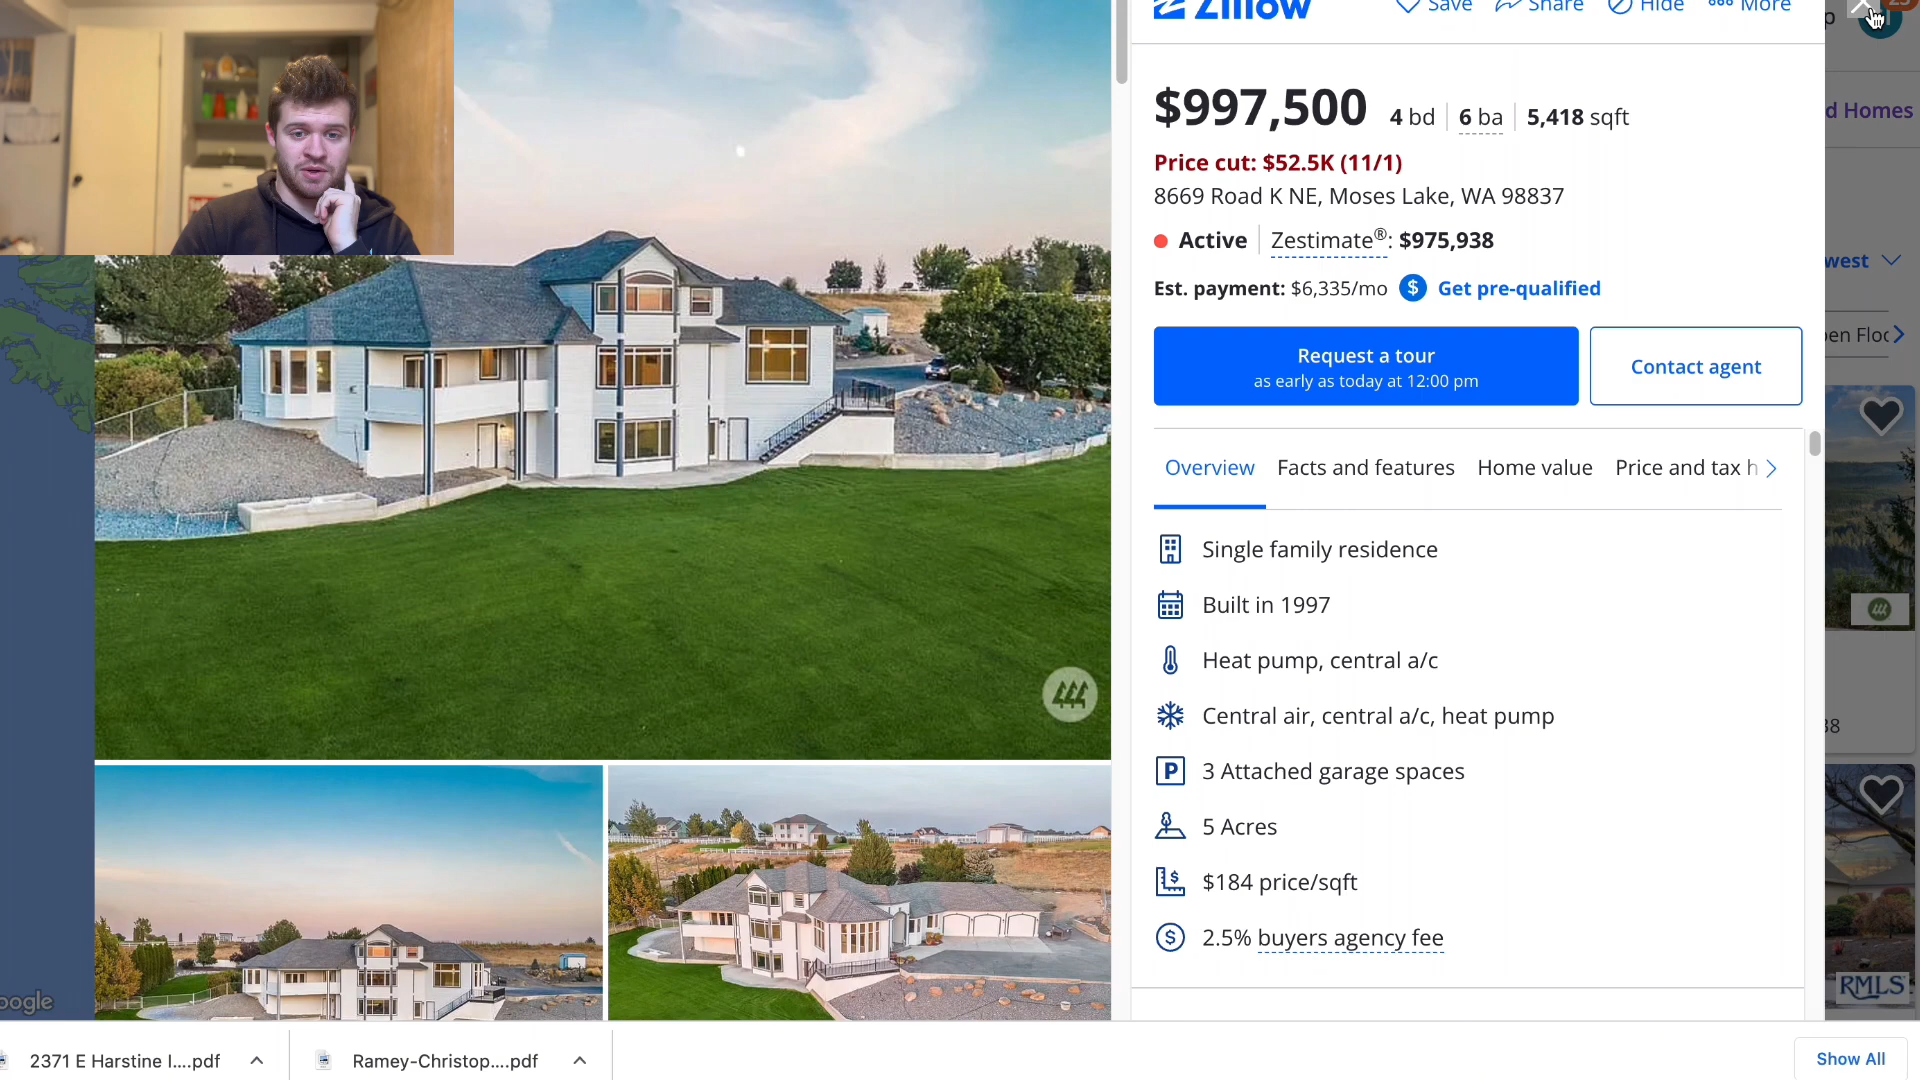 Zillow
Save
Share
Hide
More
$997,500
4 bd
6 ba
5,418 sqft
Price cut: $52.5K (11/1)
8669 Road K NE, Moses Lake, WA 98837
Active
Zestimate®: $975,938
Est. payment: $6,335/mo
$
Get pre-qualified
Request a tour
as early as today at 12:00 pm
Contact agent
Overview
Facts and features
Home value
Price and tax h
Single family residence
Built in 1997
Heat pump, central a/c
Central air, central a/c, heat pump
P
3 Attached garage spaces
5 Acres
$184 price/sqft
2.5% buyers agency fee
d Homes
west
en Floo
38
RMLS
oogle
2371 E Harstine I....pdf
Ramey-Christop....pdf
Show All